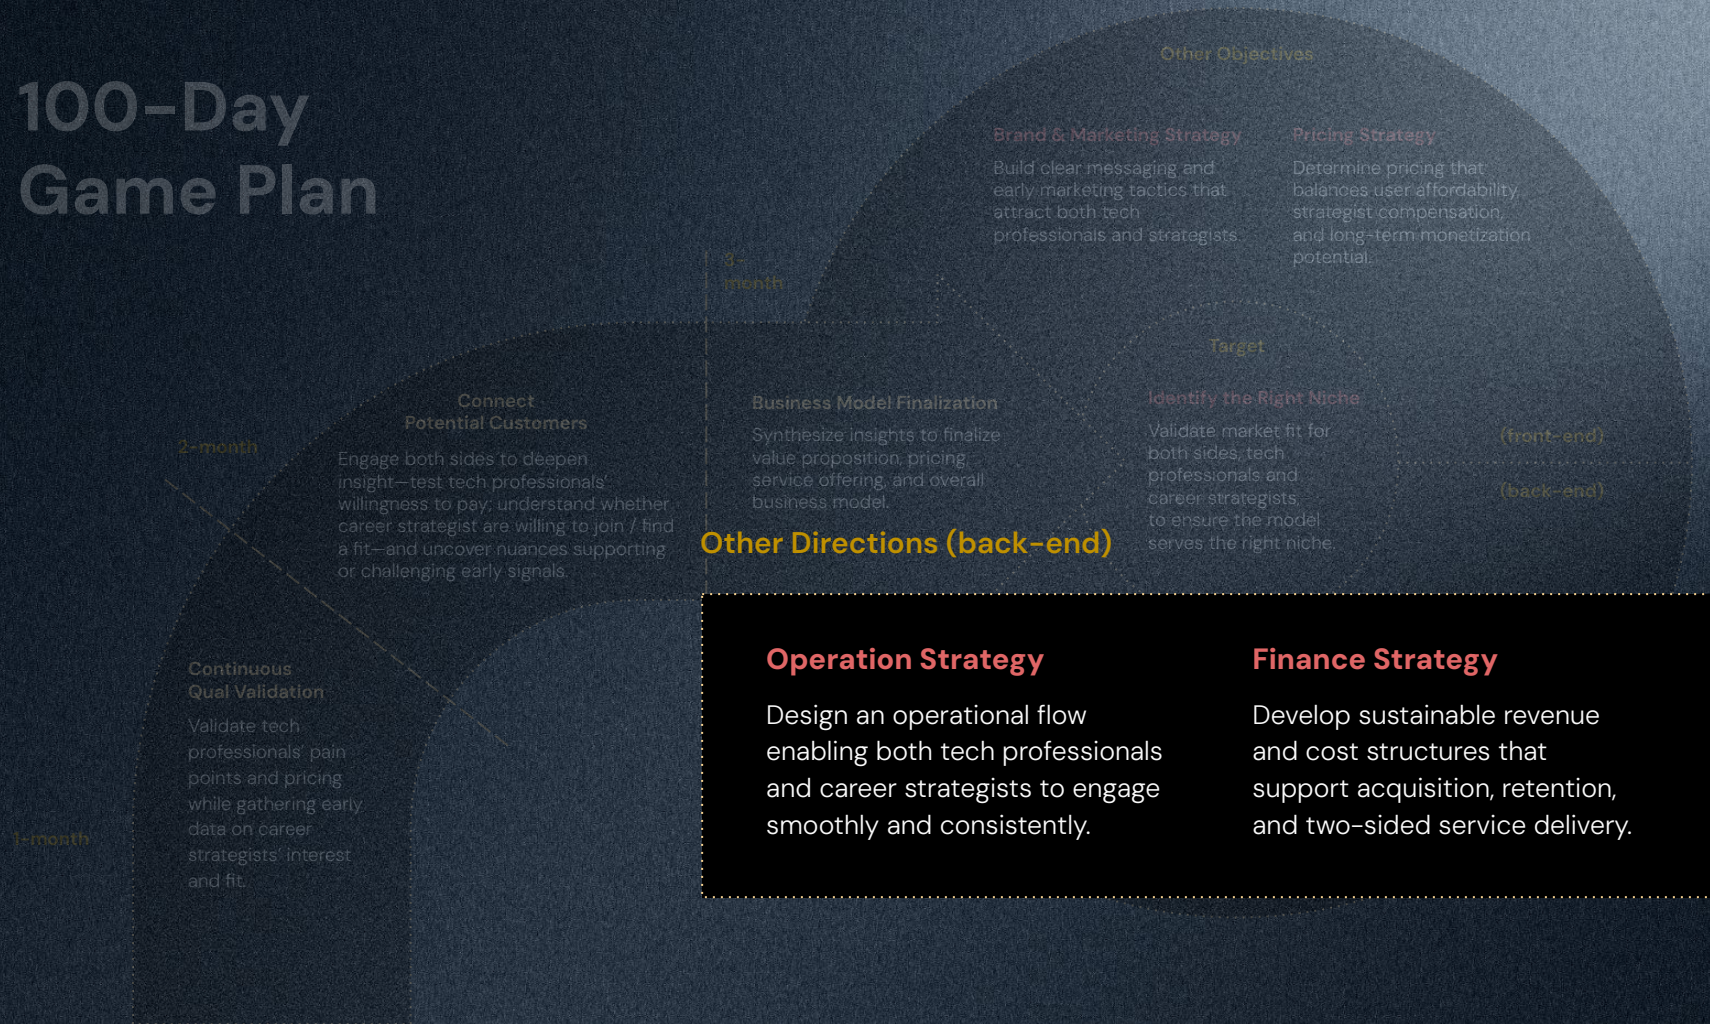 100-Day
Game Plan
Other Objectives
Brand & Marketing Strategy
Build clear messaging and
early marketing tactics that
attract both tech
professionals and strategists.
Pricing Strategy
Determine pricing that
balances user affordability,
strategist compensation,
and long-term monetization
potential.
3-
month
Target
Identify the Right Niche
Validate market fit for
both sides, tech
professionals and
career strategists,
to ensure the model
serves the right niche.
(front-end)
(back-end)
2-month
Connect
Potential Customers
Engage both sides to deepen
insight—test tech professionals'
willingness to pay; understand whether
career strategist are willing to join / find
a fit—and uncover nuances supporting
or challenging early signals.
Business Model Finalization
Synthesize insights to finalize
value proposition, pricing,
service offering, and overall
business model.
1-month
Continuous
Qual Validation
Validate tech
professionals' pain
points and pricing
while gathering early
data on career
strategists' interest
and fit.
Other Directions (back-end)
Operation Strategy
Design an operational flow
enabling both tech professionals
and career strategists to engage
smoothly and consistently.
Finance Strategy
Develop sustainable revenue
and cost structures that
support acquisition, retention,
and two-sided service delivery.